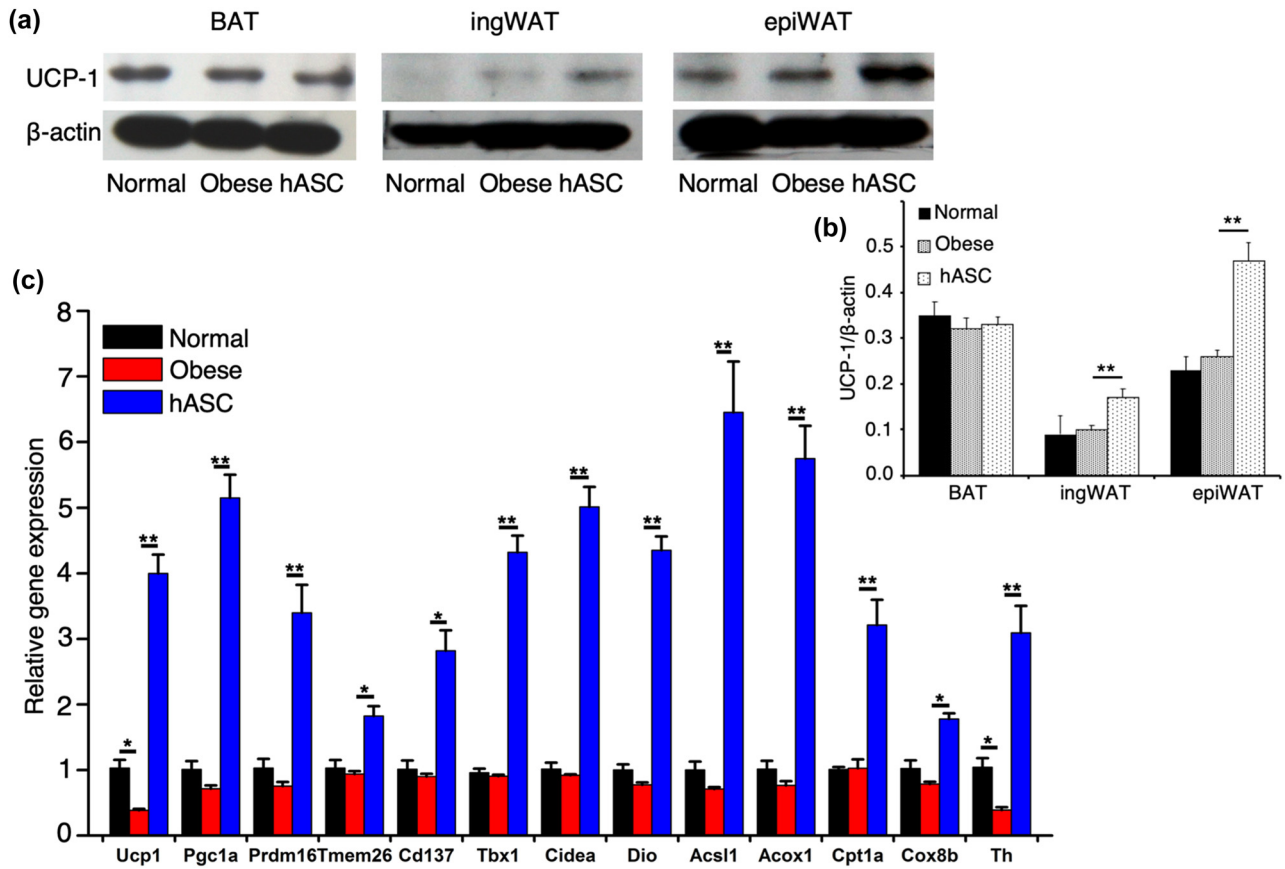 (a)
BAT
ingWAT
epiWAT
UCP-1
β-actin
Normal Obese hASC
Normal Obese hASC
Normal Obese hASC
(b)
Normal
Obese
hASC
UCP-1/β-actin
0.5
0.4
0.3
0.2
0.1
0.0
**
**
BAT
ingWAT
epiWAT
(c)
Normal
Obese
hASC
Relative gene expression
8
7
6
5
4
3
2
1
0
*
**
**
**
*
*
**
**
**
**
**
**
*
*
**
Ucp1 Pgc1a Prdm16 Tmem26 Cd137 Tbx1 Cidea Dio Acsl1 Acox1 Cpt1a Cox8b Th